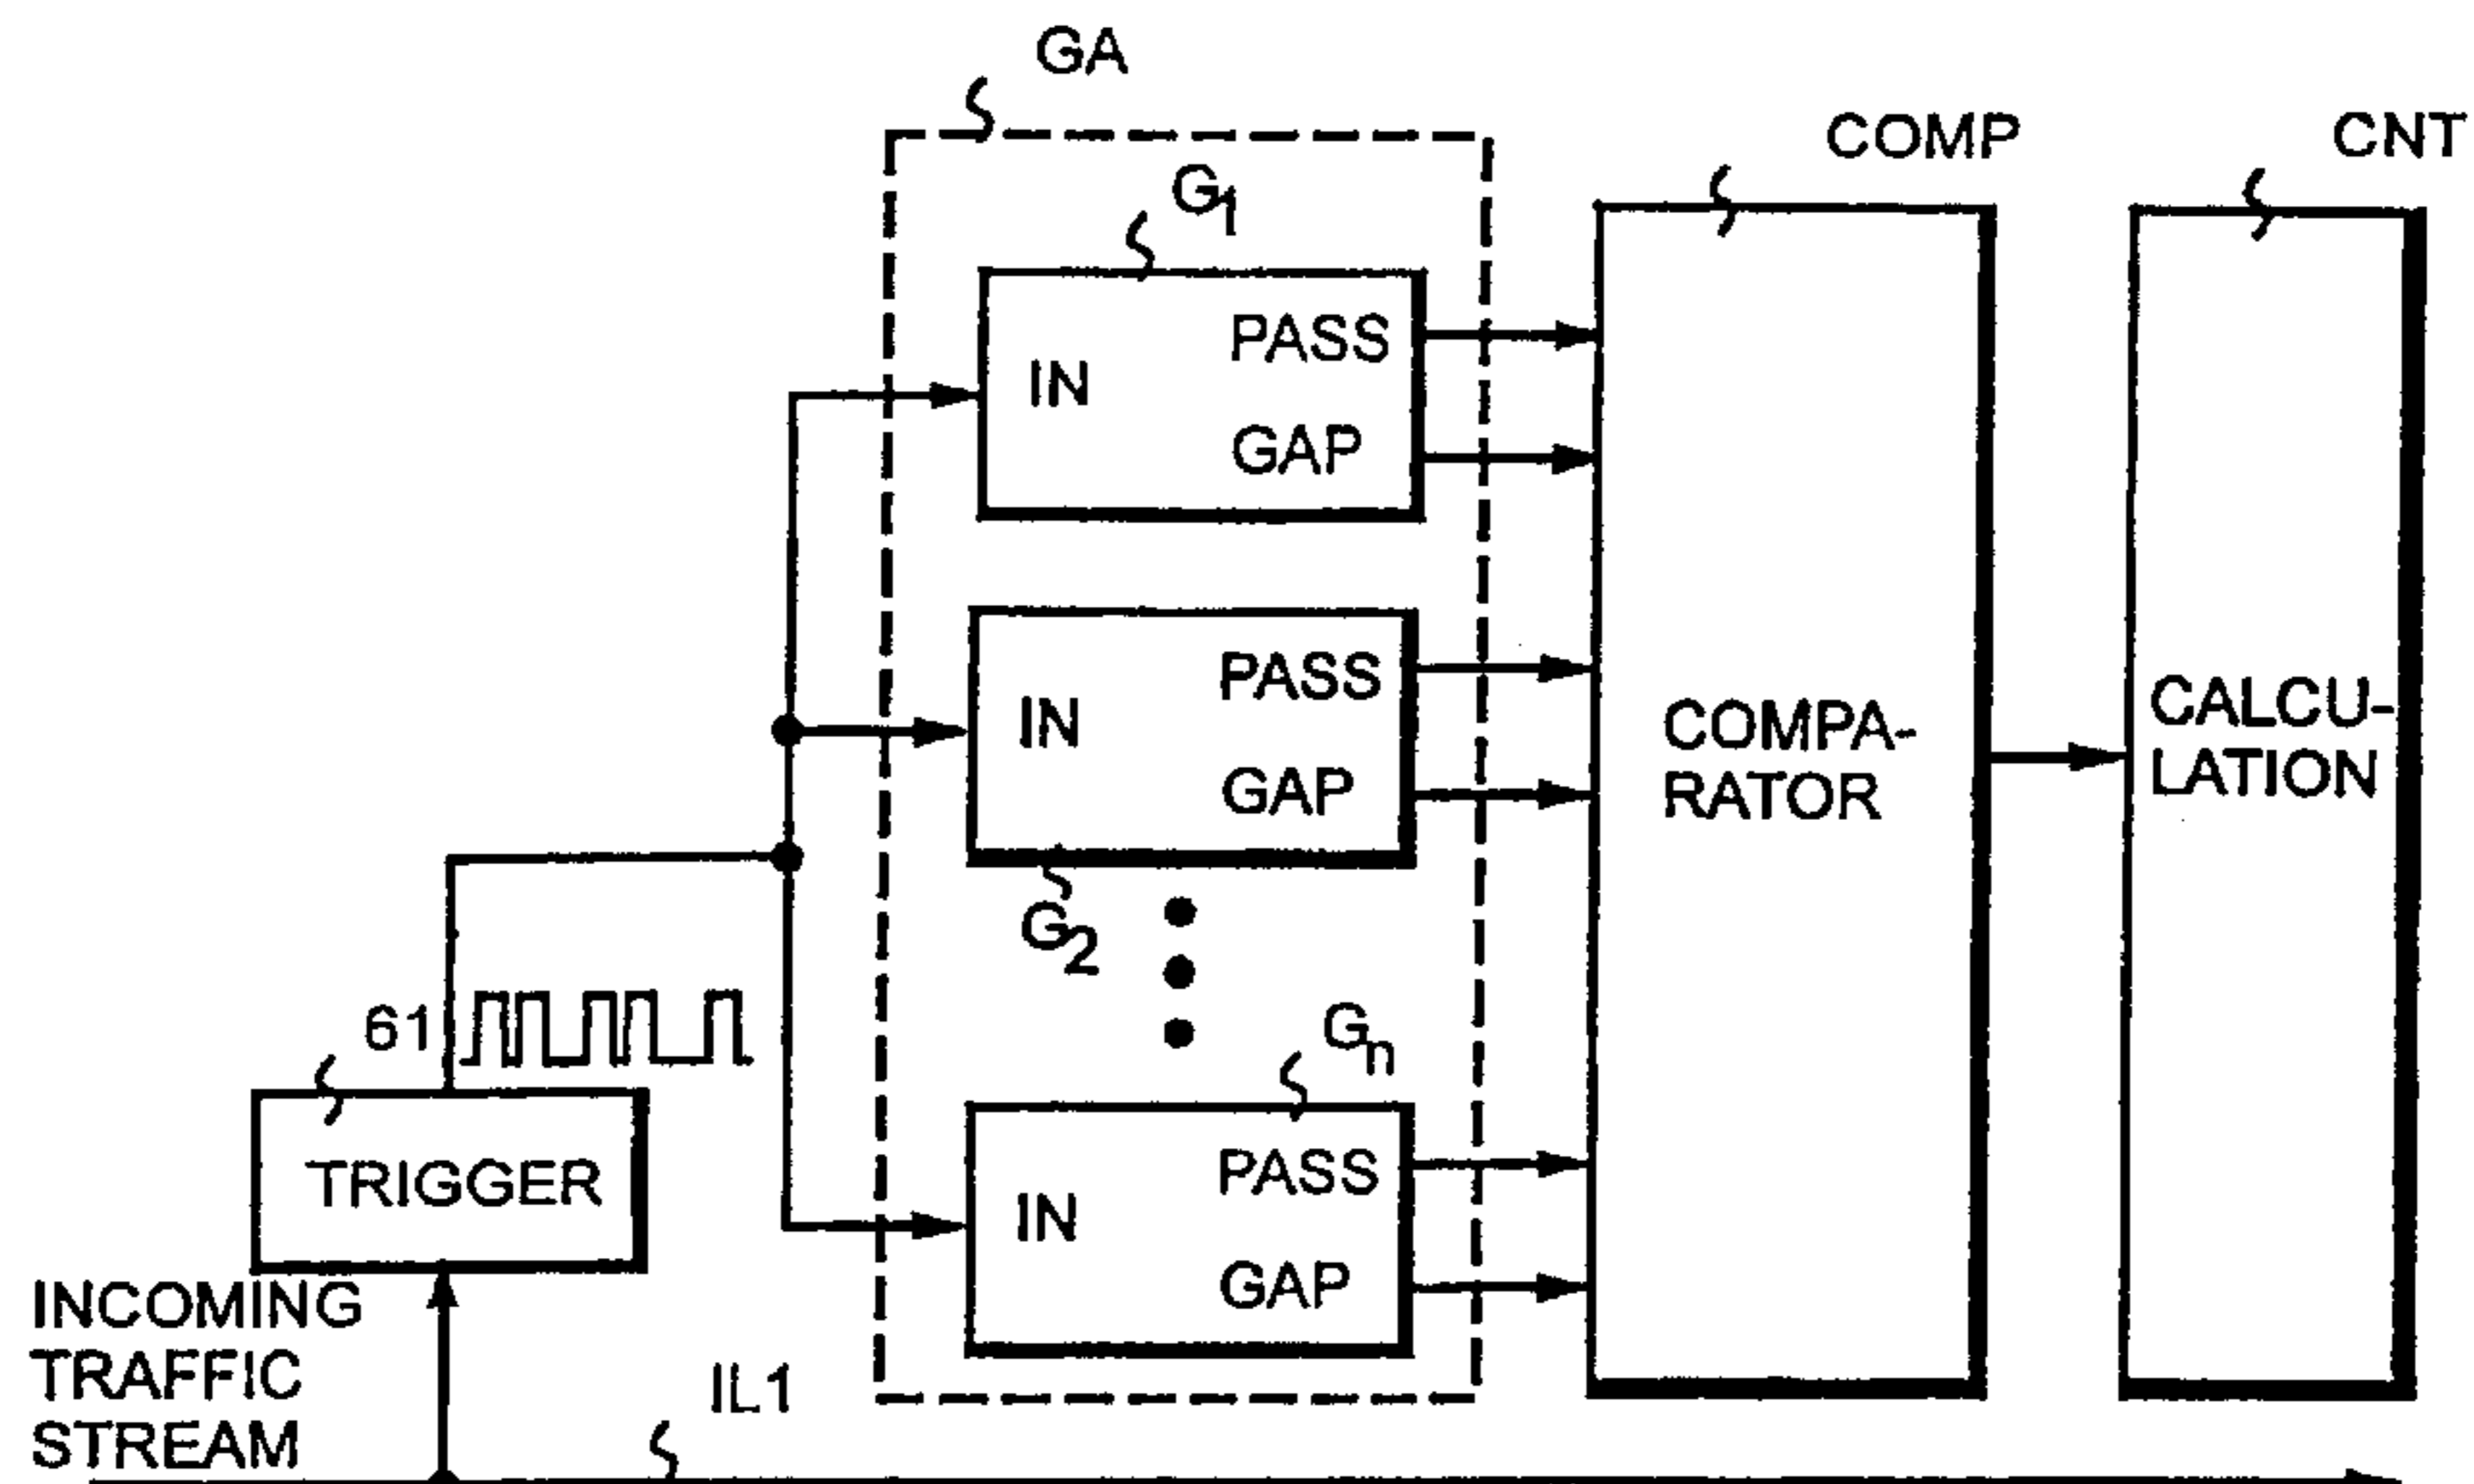 GA
COMP
CNT
G1
PASS
IN
GAP
PASS
IN
GAP
COMPA-
RATOR
CALCU-
LATION
G2
61
Gn
TRIGGER
PASS
IN
GAP
INCOMING
TRAFFIC
STREAM
IL1